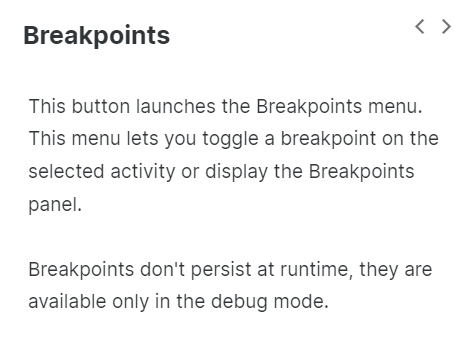 Breakpoints
This button launches the Breakpoints menu.
This menu lets you toggle a breakpoint on the
selected activity or display the Breakpoints
panel.
Breakpoints don't persist at runtime, they are
available only in the debug mode.